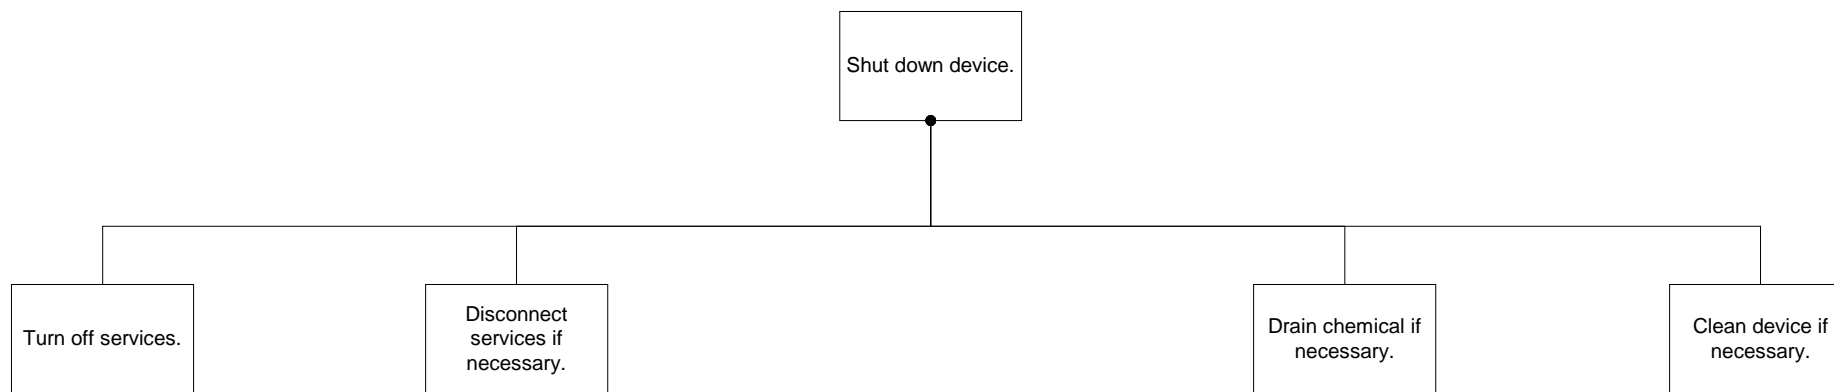 Shut down device.
Turn off services.
Disconnect
services if
necessary.
Drain chemical if
necessary.
Clean device if
necessary.